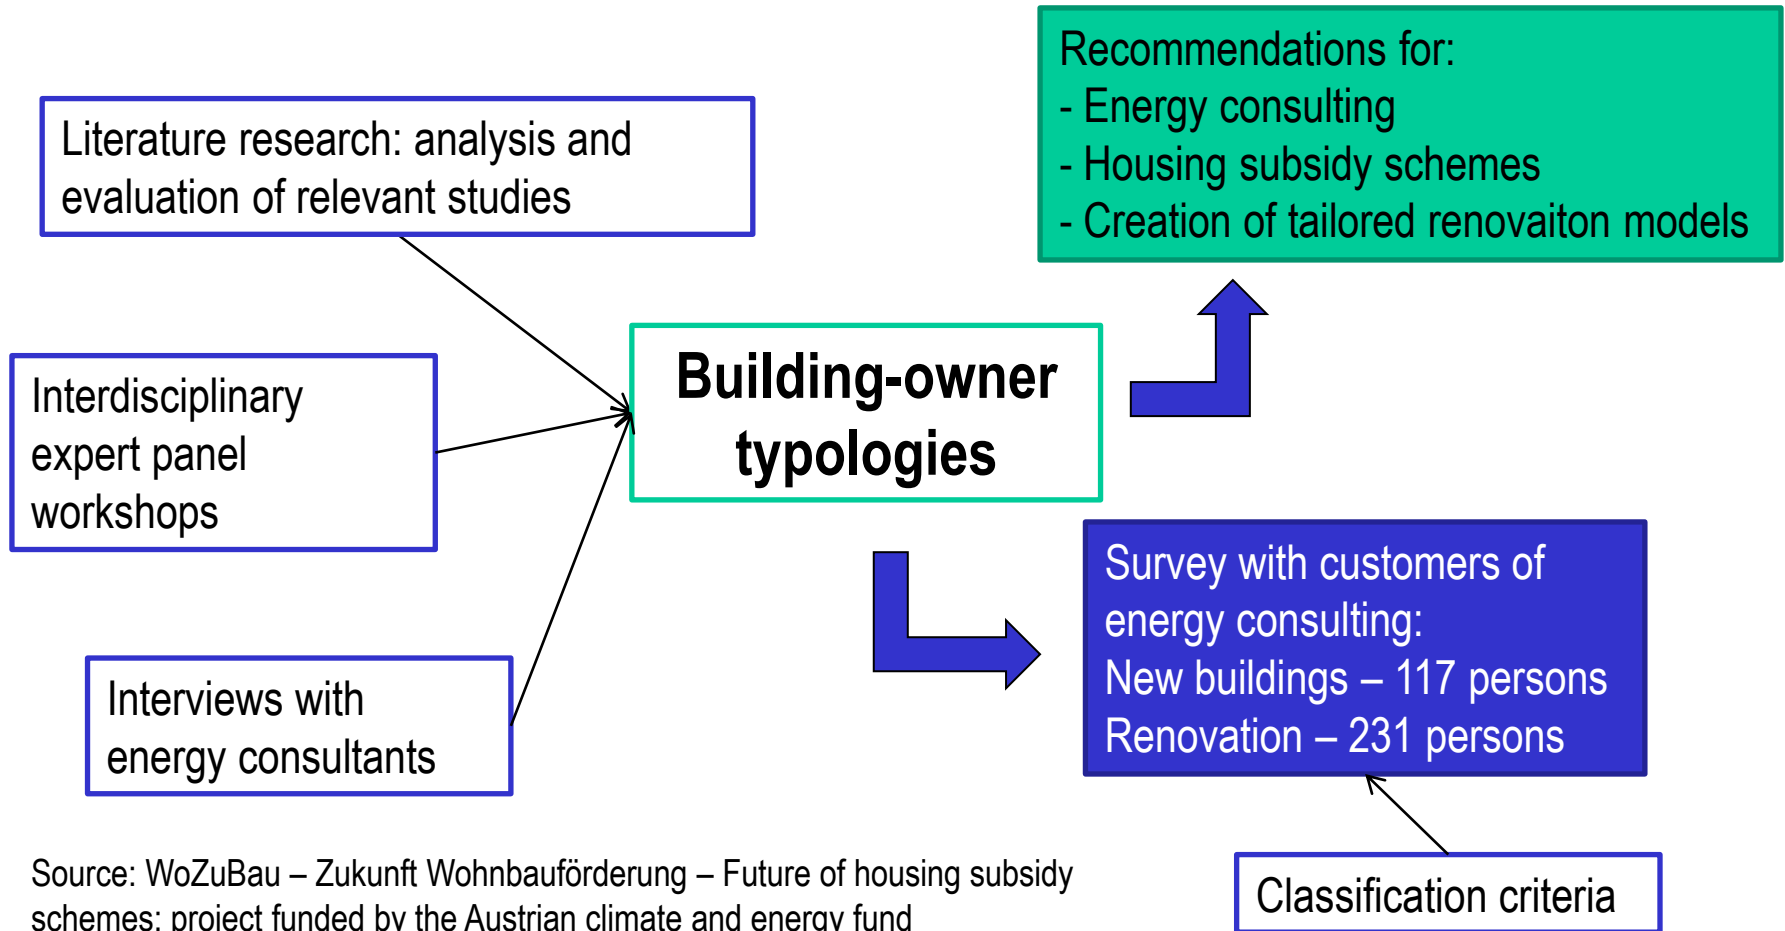 Recommendations for:
- Energy consulting
- Housing subsidy schemes
- Creation of tailored renovaiton models
Literature research: analysis and
evaluation of relevant studies
Interdisciplinary
expert panel
workshops
Building-owner
typologies
Interviews with
energy consultants
Survey with customers of
energy consulting:
New buildings – 117 persons
Renovation – 231 persons
Classification criteria
Source: WoZuBau – Zukunft Wohnbauförderung – Future of housing subsidy
schemes; project funded by the Austrian climate and energy fund